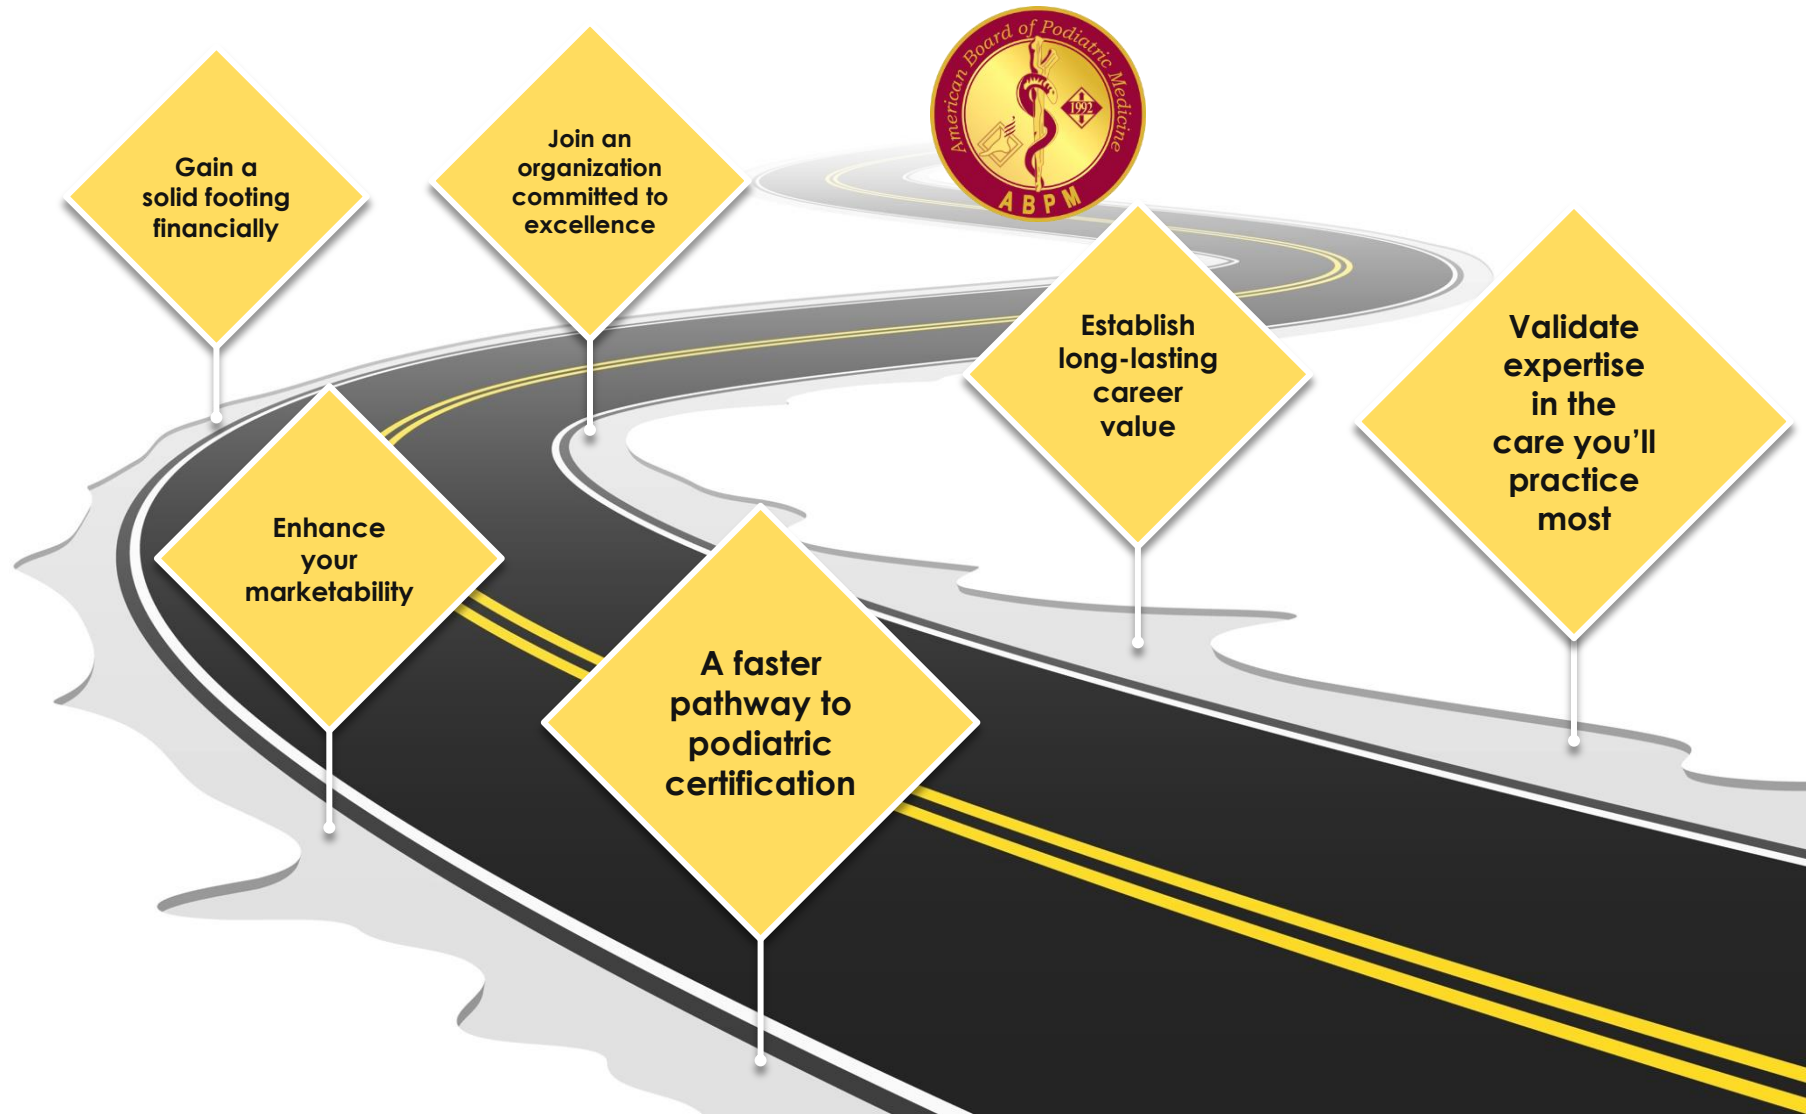 American Board of Podiatric Medicine
1992
ABPM
Gain a
solid footing
financially
Join an
organization
committed to
excellence
Establish
long-lasting
career
value
Validate
expertise
in the
care you’ll
practice
most
Enhance
your
marketability
A faster
pathway to
podiatric
certification